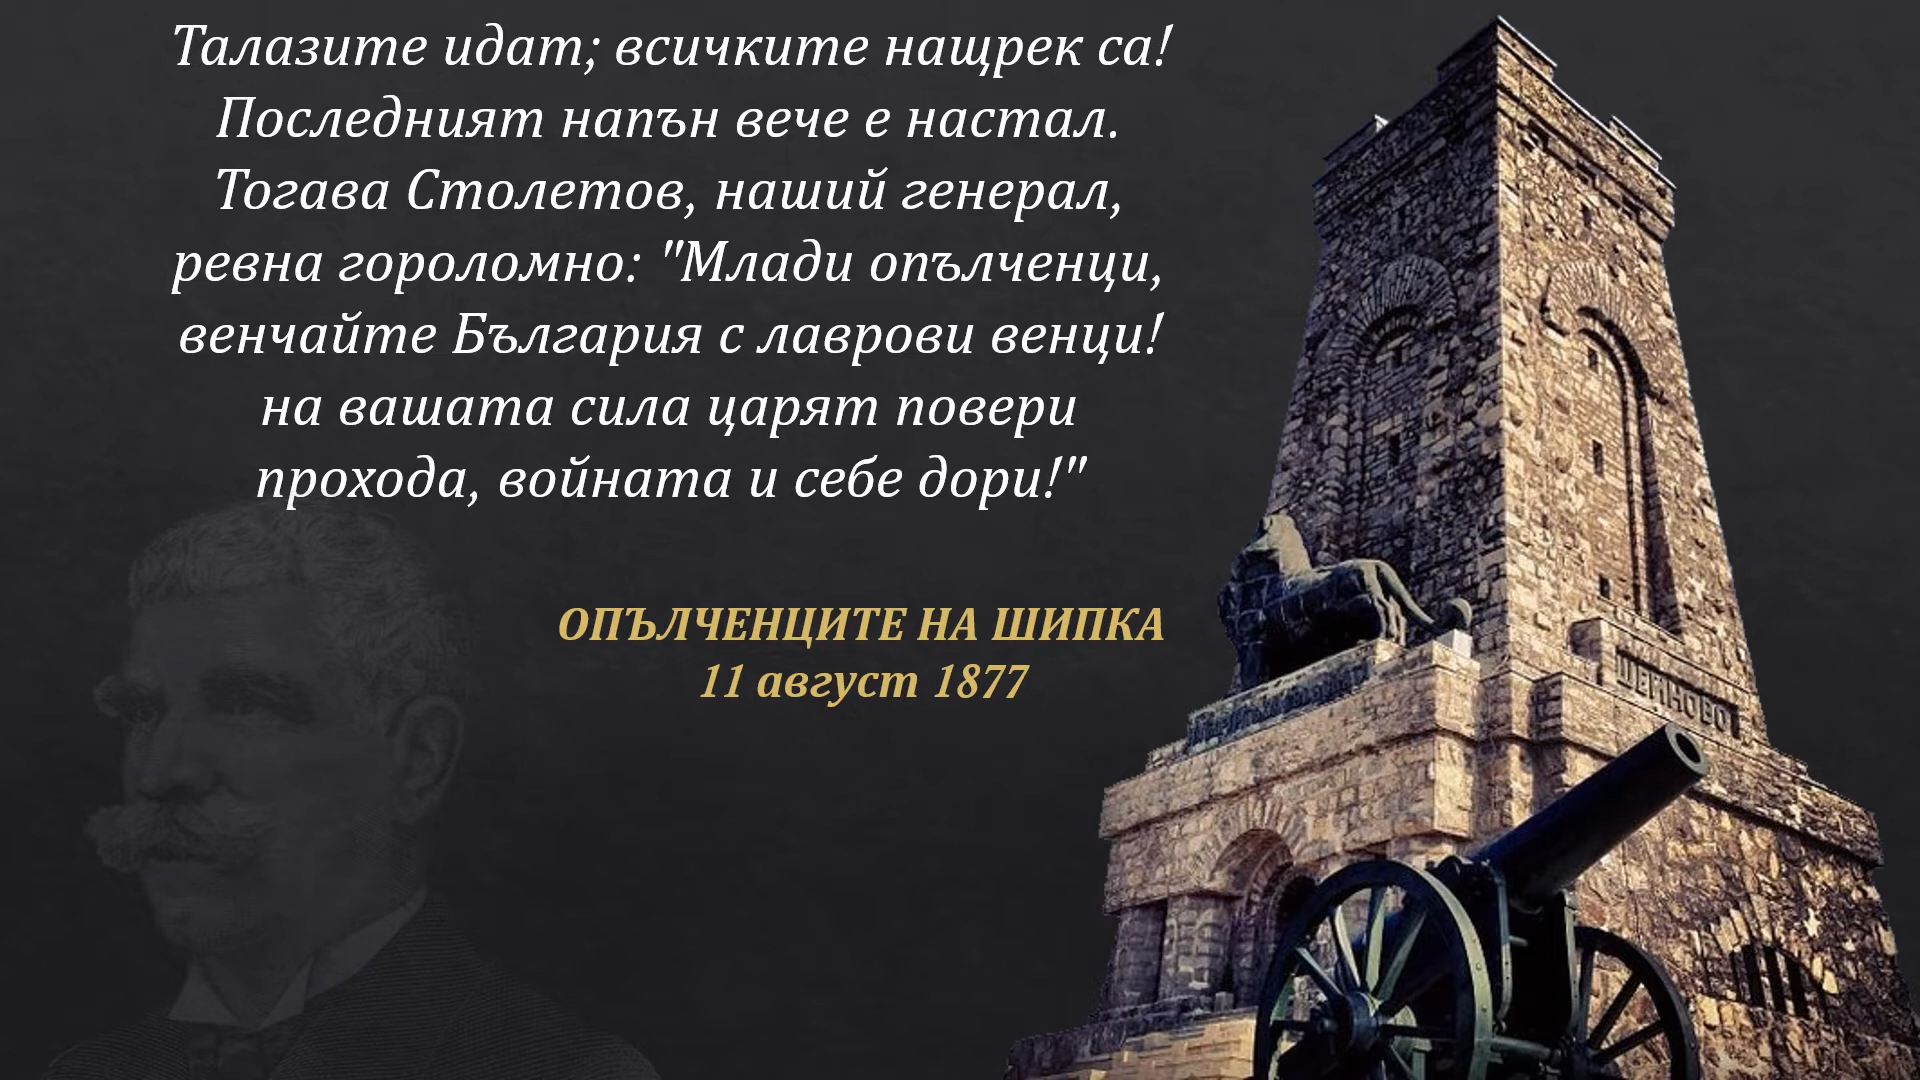 Талазите идат; всичките нащрек са!
Последният напън вече е настал.
Тогава Столетов, наший генерал,
ревна гороломно: "Млади опълченци,
венчайте България с лаврови венци!
на вашата сила царят повери
прохода, войната и себе дори!"
ОПЪЛЧЕНЦИТЕ НА ШИПКА
11 август 1877
ШЕЙНОВО